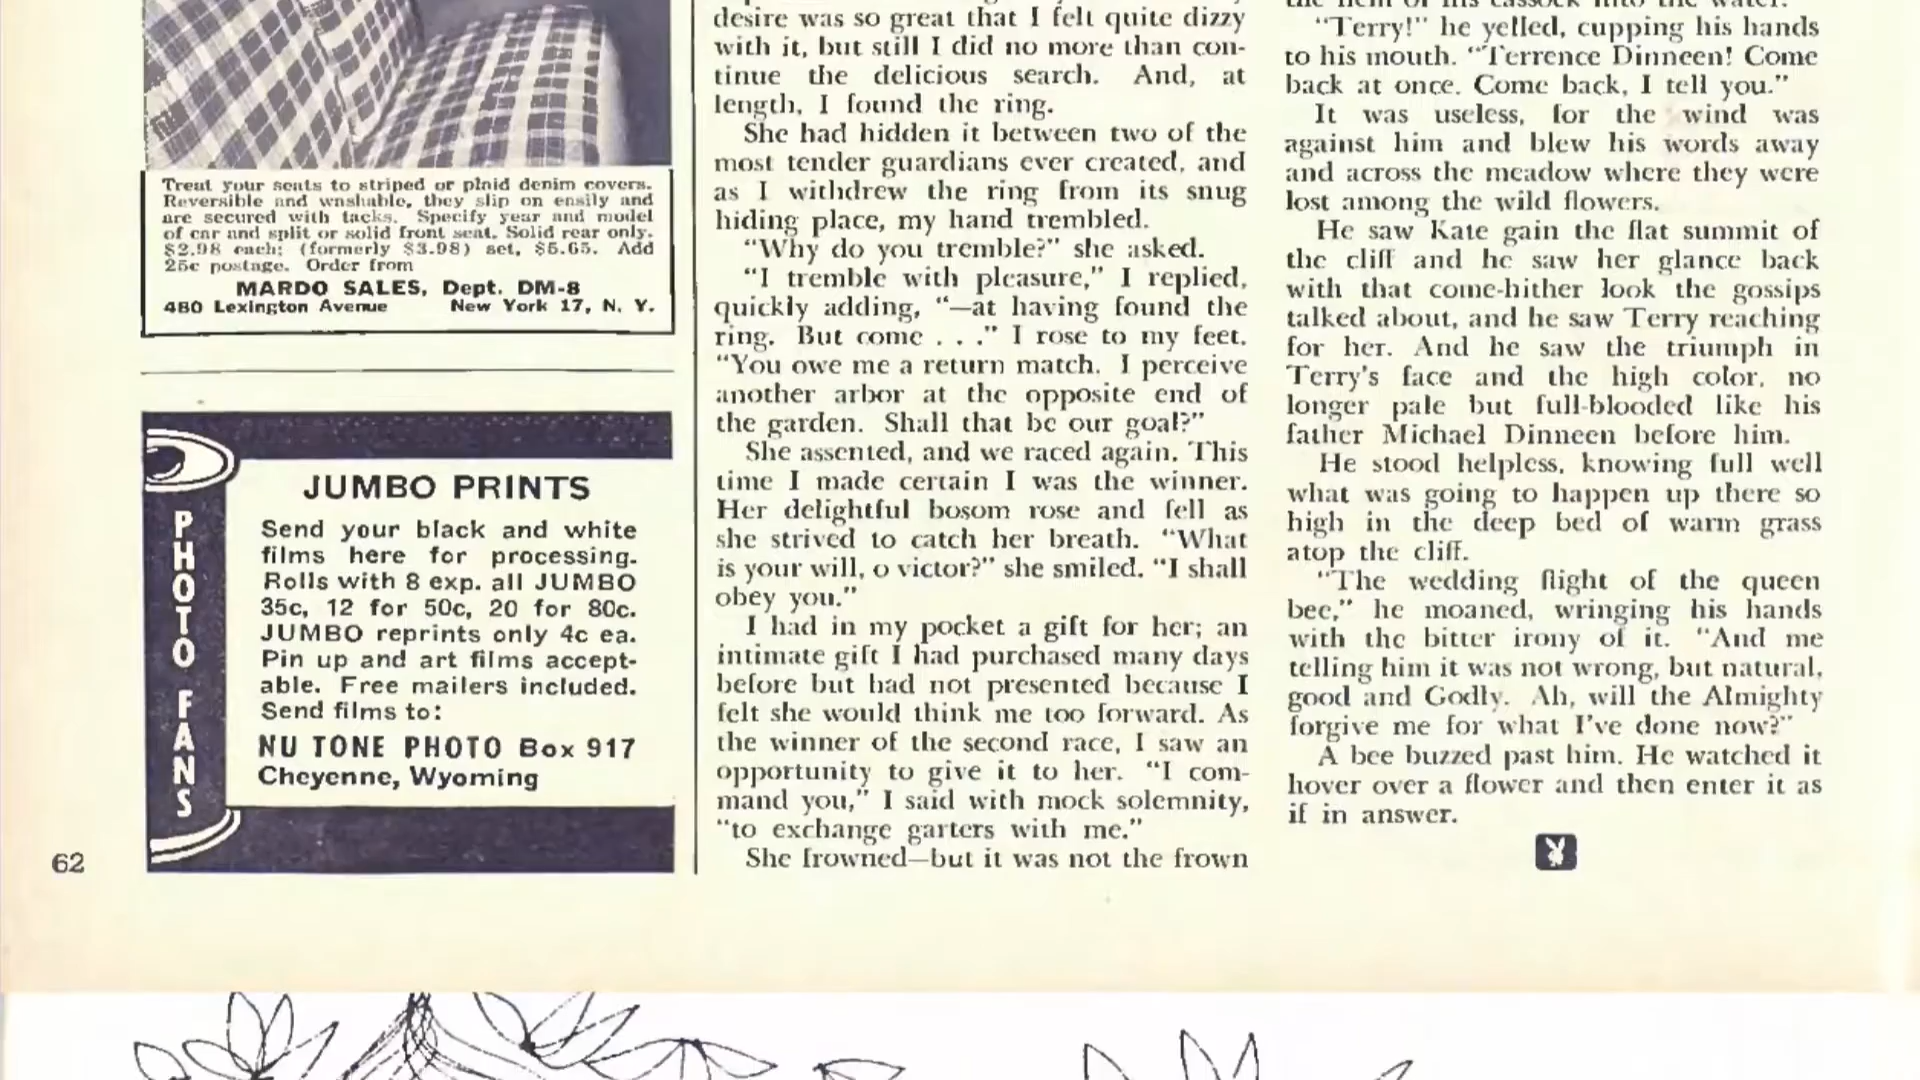 Treat your seats to striped or plaid denim covers.
Reversible and washable, they slip on easily and
are secured with tacks. Specify year and model
of car and split or solid front seat. Solid rear only.
$2.98 each; (formerly $3.98) set, $5.65. Add
25c postage. Order from
MARDO SALES, Dept. DM-8
480 Lexington Avenue New York 17, N. Y.
PHOTO FANS
JUMBO PRINTS
Send your black and white
films here for processing.
Rolls with 8 exp. all JUMBO
35c, 12 for 50c, 20 for 80c.
JUMBO reprints only 4c ea.
Pin up and art films accept-
able. Free mailers included.
Send films to:
NU TONE PHOTO Box 917
Cheyenne, Wyoming
62
desire was so great that I felt quite dizzy
with it, but still I did no more than con-
tinue the delicious search. And, at
length, I found the ring.
She had hidden it between two of the
most tender guardians ever created, and
as I withdrew the ring from its snug
hiding place, my hand trembled.
"Why do you tremble?" she asked.
"I tremble with pleasure," I replied,
quickly adding, "—at having found the
ring. But come . . ." I rose to my feet.
"You owe me a return match. I perceive
another arbor at the opposite end of
the garden. Shall that be our goal?"
She assented, and we raced again. This
time I made certain I was the winner.
Her delightful bosom rose and fell as
she strived to catch her breath. "What
is your will, o victor?" she smiled. "I shall
obey you."
I had in my pocket a gift for her; an
intimate gift I had purchased many days
before but had not presented because I
felt she would think me too forward. As
the winner of the second race, I saw an
opportunity to give it to her. "I com-
mand you," I said with mock solemnity,
"to exchange garters with me."
She frowned—but it was not the frown
the hem of his cassock into the water.
"Terry!" he yelled, cupping his hands
to his mouth. "Terrence Dinneen! Come
back at once. Come back, I tell you."
It was useless, for the wind was
against him and blew his words away
and across the meadow where they were
lost among the wild flowers.
He saw Kate gain the flat summit of
the cliff and he saw her glance back
with that come-hither look the gossips
talked about, and he saw Terry reaching
for her. And he saw the triumph in
Terry's face and the high color, no
longer pale but full-blooded like his
father Michael Dinneen before him.
He stood helpless, knowing full well
what was going to happen up there so
high in the deep bed of warm grass
atop the cliff.
"The wedding flight of the queen
bee," he moaned, wringing his hands
with the bitter irony of it. "And me
telling him it was not wrong, but natural,
good and Godly. Ah, will the Almighty
forgive me for what I've done now?"
A bee buzzed past him. He watched it
hover over a flower and then enter it as
if in answer.